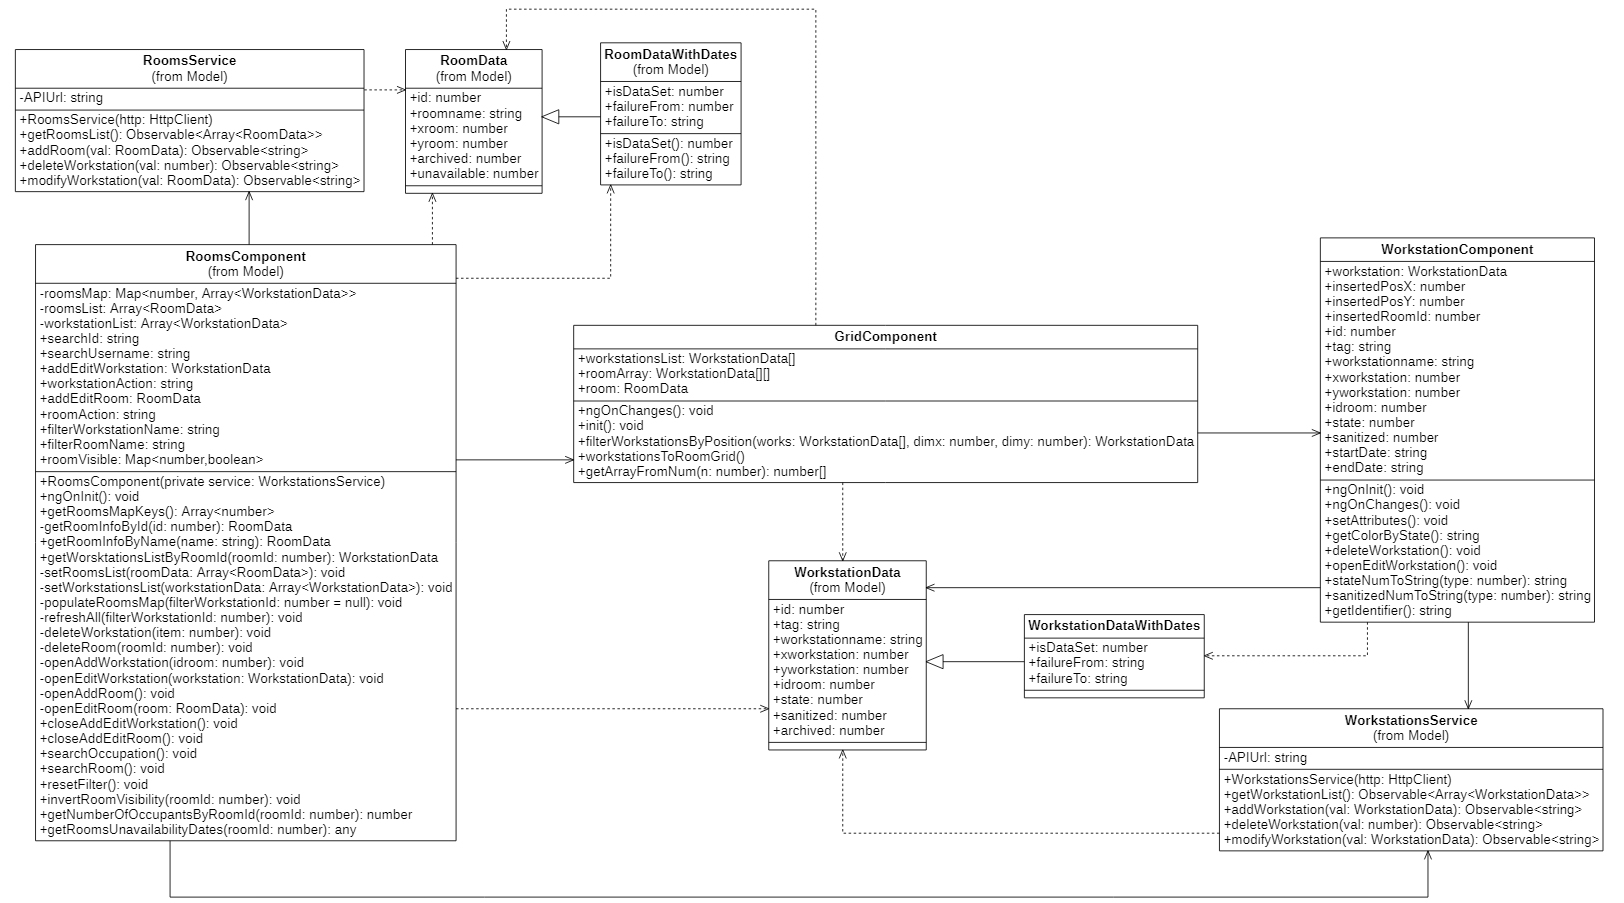 RoomsService
(from Model)
-APIUrl: string
+RoomsService(http: HttpClient)
+getRoomsList(): Observable<Array<RoomData>>
+addRoom(val: RoomData): Observable<string>
+deleteWorkstation(val: number): Observable<string>
+modifyWorkstation(val: RoomData): Observable<string>
RoomData
(from Model)
+id: number
+roomname: string
+xroom: number
+yroom: number
+archived: number
+unavailable: number
RoomDataWithDates
(from Model)
+isDataSet: number
+failureFrom: number
+failureTo: string
+isDataSet(): number
+failureFrom(): string
+failureTo(): string
RoomsComponent
(from Model)
-roomsMap: Map<number, Array<WorkstationData>>
-roomsList: Array<RoomData>
-workstationList: Array<WorkstationData>
+searchId: string
+searchUsername: string
+addEditWorkstation: WorkstationData
+workstationAction: string
+addEditRoom: RoomData
+roomAction: string
+filterWorkstationName: string
+filterRoomName: string
+roomVisible: Map<number,boolean>
+RoomsComponent(private service: WorkstationsService)
+ngOnInit(): void
+getRoomsMapKeys(): Array<number>
-getRoomInfoById(id: number): RoomData
+getRoomInfoByName(name: string): RoomData
+getWorsktationsListByRoomId(roomId: number): WorkstationData
-setRoomsList(roomData: Array<RoomData>): void
-setWorkstationsList(workstationData: Array<WorkstationData>): void
-populateRoomsMap(filterWorkstationId: number = null): void
-refreshAll(filterWorkstationId: number): void
-deleteWorkstation(item: number): void
-deleteRoom(roomId: number): void
-openAddWorkstation(idroom: number): void
-openEditWorkstation(workstation: WorkstationData): void
-openAddRoom(): void
-openEditRoom(room: RoomData): void
+closeAddEditWorkstation(): void
+closeAddEditRoom(): void
+searchOccupation(): void
+searchRoom(): void
+resetFilter(): void
+invertRoomVisibility(roomId: number): void
+getNumberOfOccupantsByRoomId(roomId: number): number
+getRoomsUnavailabilityDates(roomId: number): any
GridComponent
+workstationsList: WorkstationData[]
+roomArray: WorkstationData[][]
+room: RoomData
+ngOnChanges(): void
+init(): void
+filterWorkstationsByPosition(works: WorkstationData[], dimx: number, dimy: number): WorkstationData
+workstationsToRoomGrid()
+getArrayFromNum(n: number): number[]
WorkstationComponent
+workstation: WorkstationData
+insertedPosX: number
+insertedPosY: number
+insertedRoomId: number
+id: number
+tag: string
+workstationname: string
+xworkstation: number
+yworkstation: number
+idroom: number
+state: number
+sanitized: number
+startDate: string
+endDate: string
+ngOnInit(): void
+ngOnChanges(): void
+setAttributes(): void
+getColorByState(): string
+deleteWorkstation(): void
+openEditWorkstation(): void
+stateNumToString(type: number): string
+sanitizedNumToString(type: number): string
+getIdentifier(): string
WorkstationData
(from Model)
+id: number
+tag: string
+workstationname: string
+xworkstation: number
+yworkstation: number
+idroom: number
+state: number
+sanitized: number
+archived: number
WorkstationDataWithDates
+isDataSet: number
+failureFrom: string
+failureTo: string
WorkstationsService
(from Model)
-APIUrl: string
+WorkstationsService(http: HttpClient)
+getWorkstationList(): Observable<Array<WorkstationData>>
+addWorkstation(val: WorkstationData): Observable<string>
+deleteWorkstation(val: number): Observable<string>
+modifyWorkstation(val: WorkstationData): Observable<string>